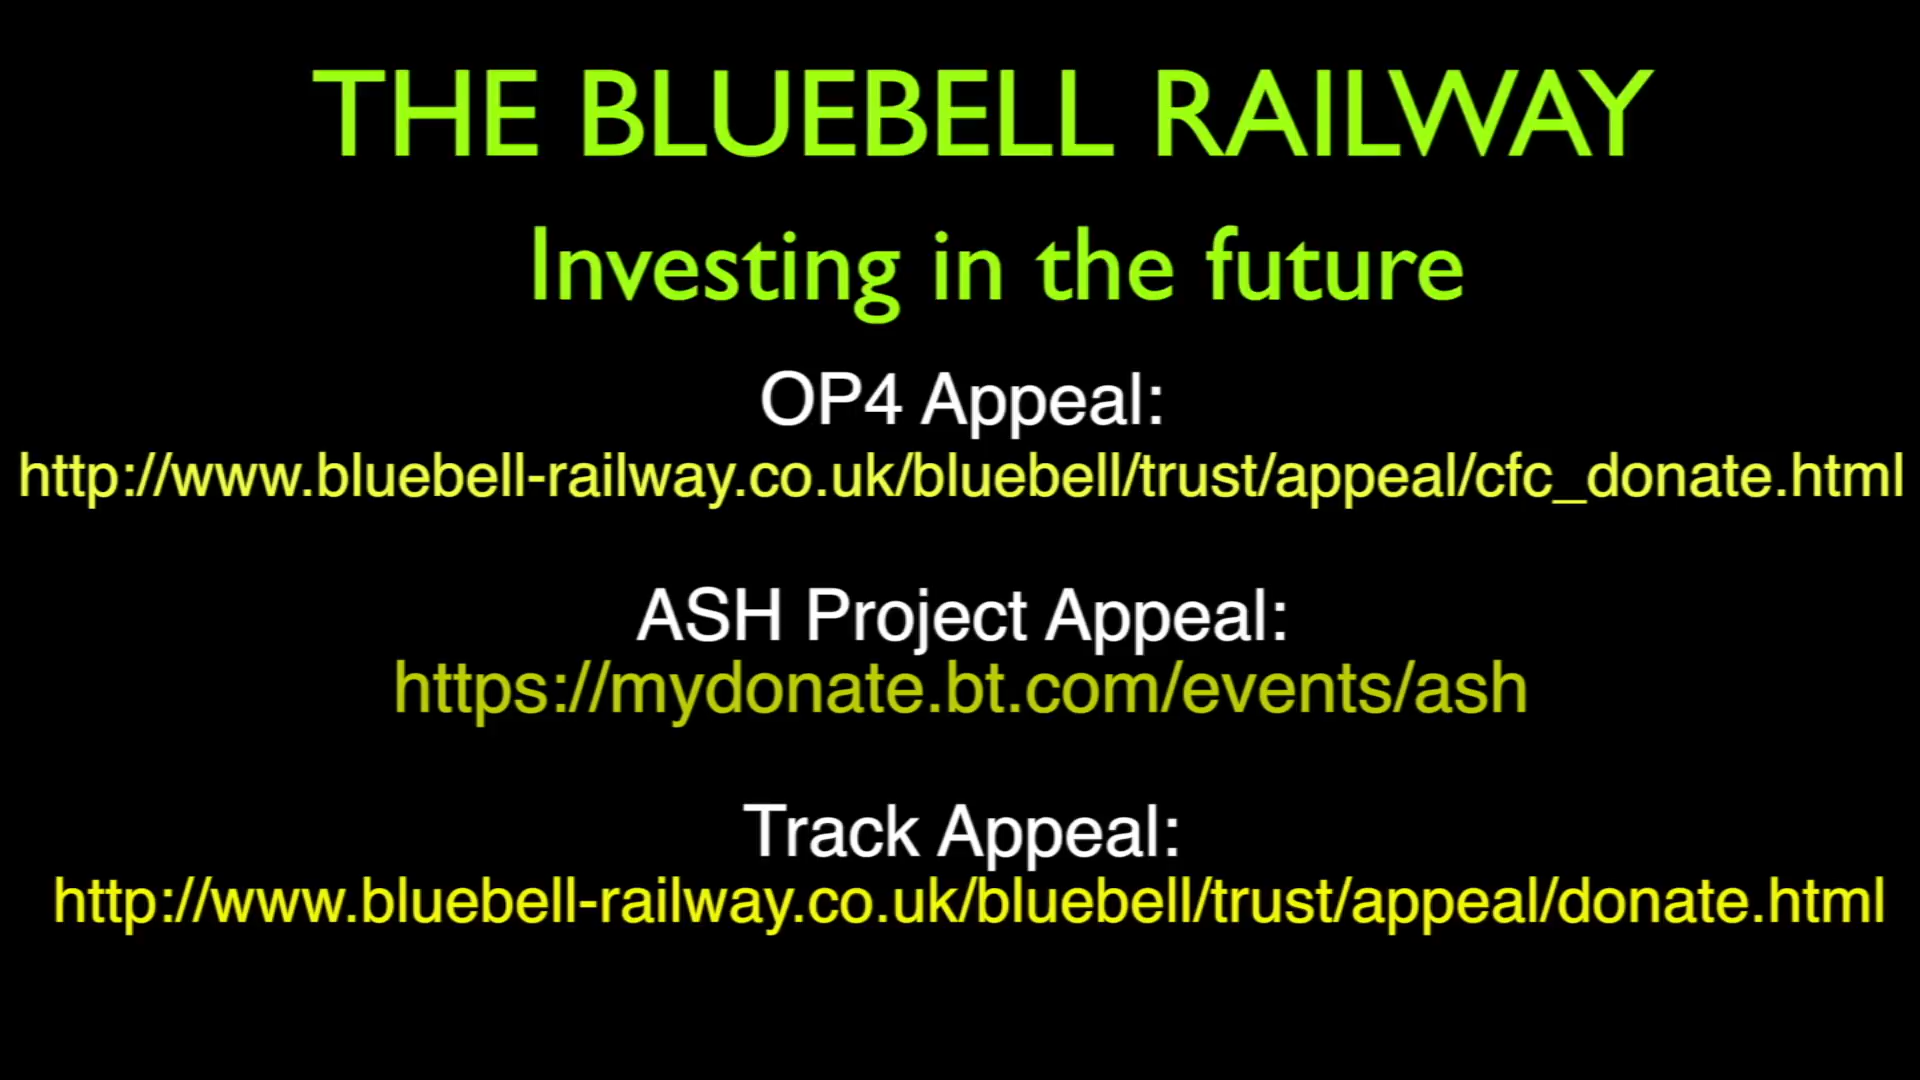 THE BLUEBELL RAILWAY
Investing in the future
OP4 Appeal:
http://www.bluebell-railway.co.uk/bluebell/trust/appeal/cfc_donate.html
ASH Project Appeal:
https://mydonate.bt.com/events/ash
Track Appeal:
http://www.bluebell-railway.co.uk/bluebell/trust/appeal/donate.html